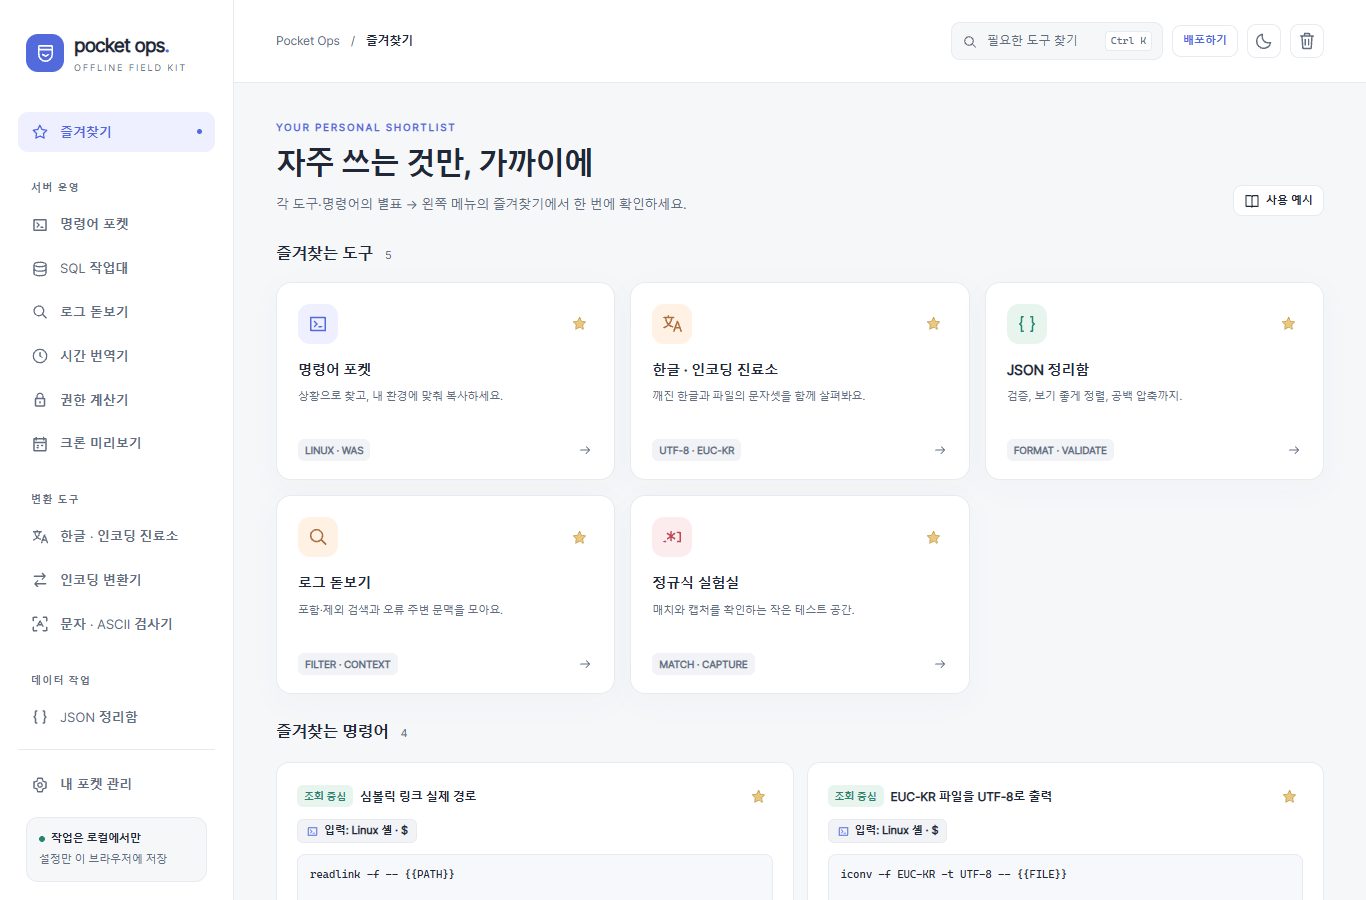 pocket ops.
OFFLINE FIELD KIT
즐겨찾기
서버 운영
명령어 포켓
SQL 작업대
로그 돋보기
시간 번역기
권한 계산기
크론 미리보기
변환 도구
한글 · 인코딩 진료소
인코딩 변환기
문자 · ASCII 검사기
데이터 작업
JSON 정리함
내 포켓 관리
작업은 로컬에서만
설정만 이 브라우저에 저장
Pocket Ops / 즐겨찾기
필요한 도구 찾기 Ctrl K
배포하기
YOUR PERSONAL SHORTLIST
자주 쓰는 것만, 가까이에
각 도구·명령어의 별표 → 왼쪽 메뉴의 즐겨찾기에서 한 번에 확인하세요.
사용 예시
즐겨찾는 도구 5
명령어 포켓
상황으로 찾고, 내 환경에 맞춰 복사하세요.
LINUX · WAS
한글 · 인코딩 진료소
깨진 한글과 파일의 문자셋을 함께 살펴봐요.
UTF-8 · EUC-KR
JSON 정리함
검증, 보기 좋게 정렬, 공백 압축까지.
FORMAT · VALIDATE
로그 돋보기
포함·제외 검색과 오류 주변 문맥을 모아요.
FILTER · CONTEXT
정규식 실험실
매치와 캡처를 확인하는 작은 테스트 공간.
MATCH · CAPTURE
즐겨찾는 명령어 4
조회 중심 심볼릭 링크 실제 경로
입력: Linux 셸 · $
readlink -f -- {{PATH}}
조회 중심 EUC-KR 파일을 UTF-8로 출력
입력: Linux 셸 · $
iconv -f EUC-KR -t UTF-8 -- {{FILE}}